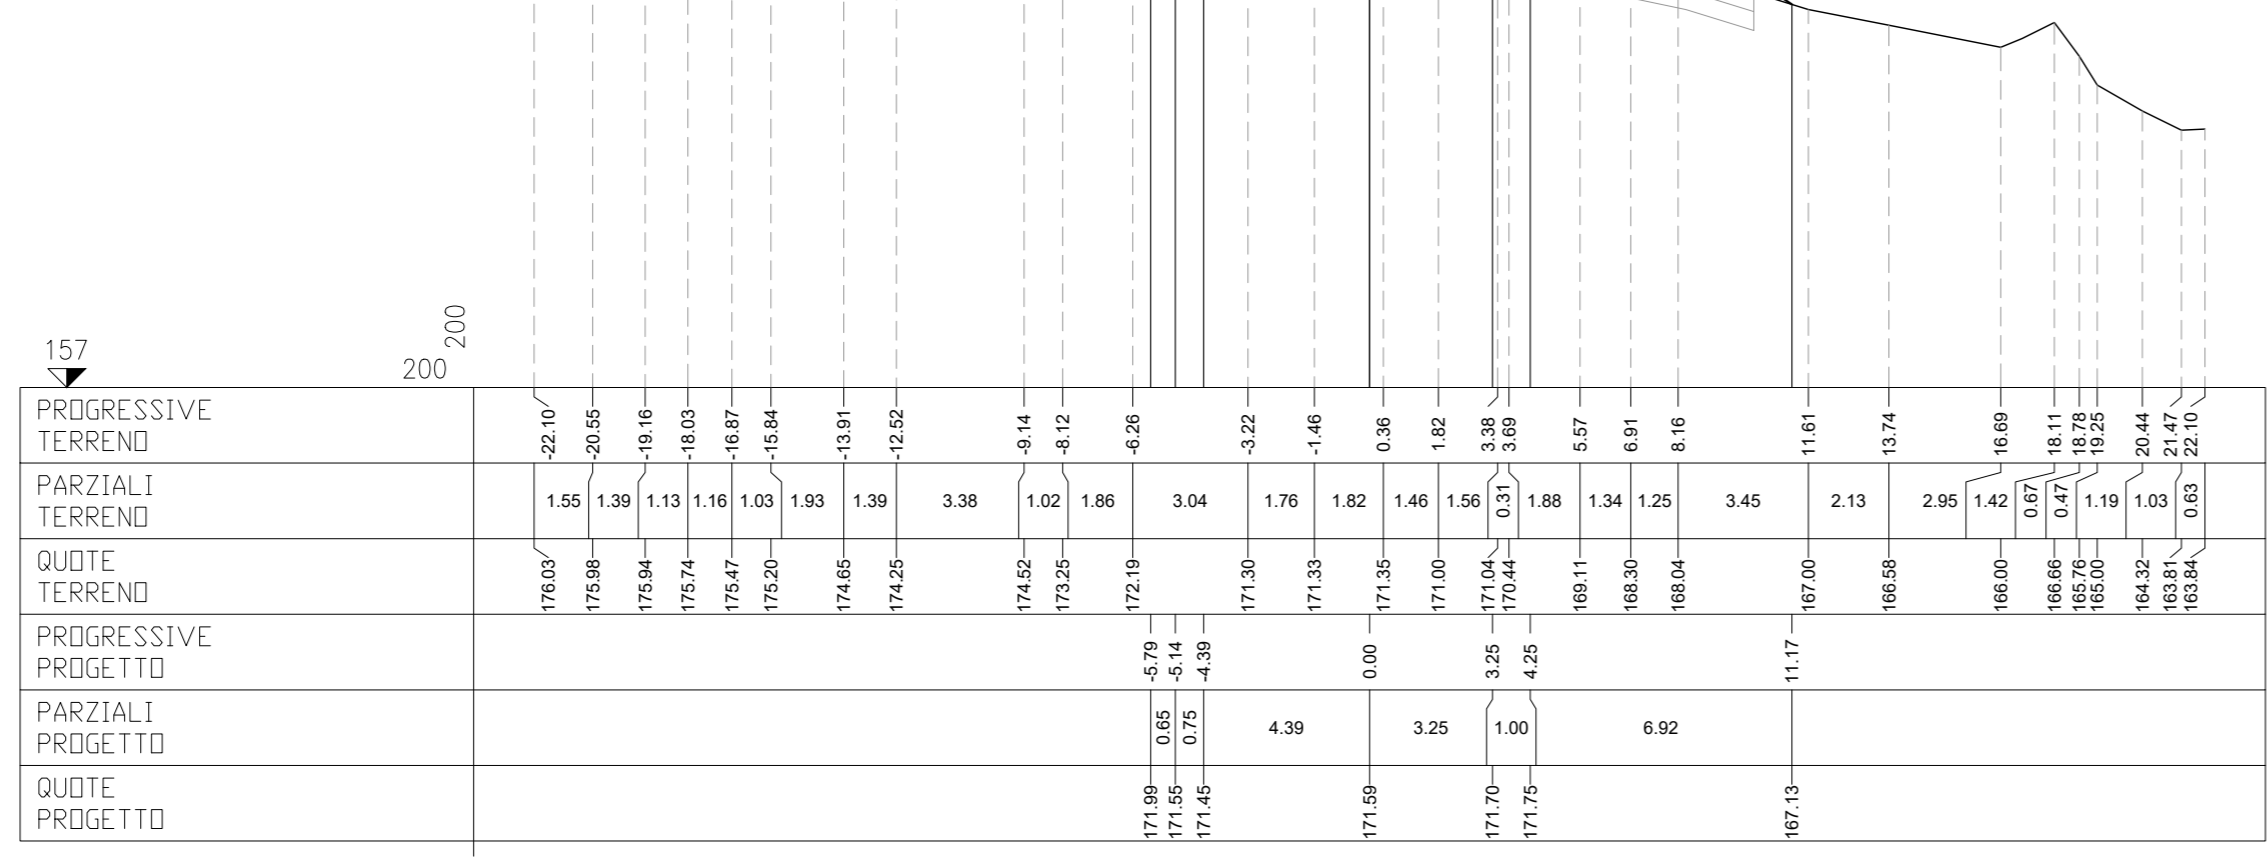 157
200
200
PROGRESSIVE
TERRENO
-22.10 -20.55 -19.16 -18.03 -16.87 -15.84 -13.91 -12.52 -9.14 -8.12 -6.26 -3.22 -1.46 0.36 1.82 3.38 3.69 5.57 6.91 8.16 11.61 13.74 16.69 18.11 18.78 19.25 20.44 21.47 22.10
PARZIALI
TERRENO
1.55 1.39 1.13 1.16 1.03 1.93 1.39 3.38 1.02 1.86 3.04 1.76 1.82 1.46 1.56 0.31 1.88 1.34 1.25 3.45 2.13 2.95 1.42 0.67 0.47 1.19 1.03 0.63
QUOTE
TERRENO
176.03 175.98 175.94 175.74 175.47 175.20 174.65 174.25 174.52 173.25 172.19 171.30 171.33 171.35 171.00 171.04 170.44 169.11 168.30 168.04 167.00 166.58 166.00 166.66 165.76 165.00 164.32 163.81 163.84
PROGRESSIVE
PROGETTO
-5.79 -5.14 -4.39 0.00 3.25 4.25 11.17
PARZIALI
PROGETTO
0.65 0.75 4.39 3.25 1.00 6.92
QUOTE
PROGETTO
171.99 171.55 171.45 171.59 171.70 171.75 167.13